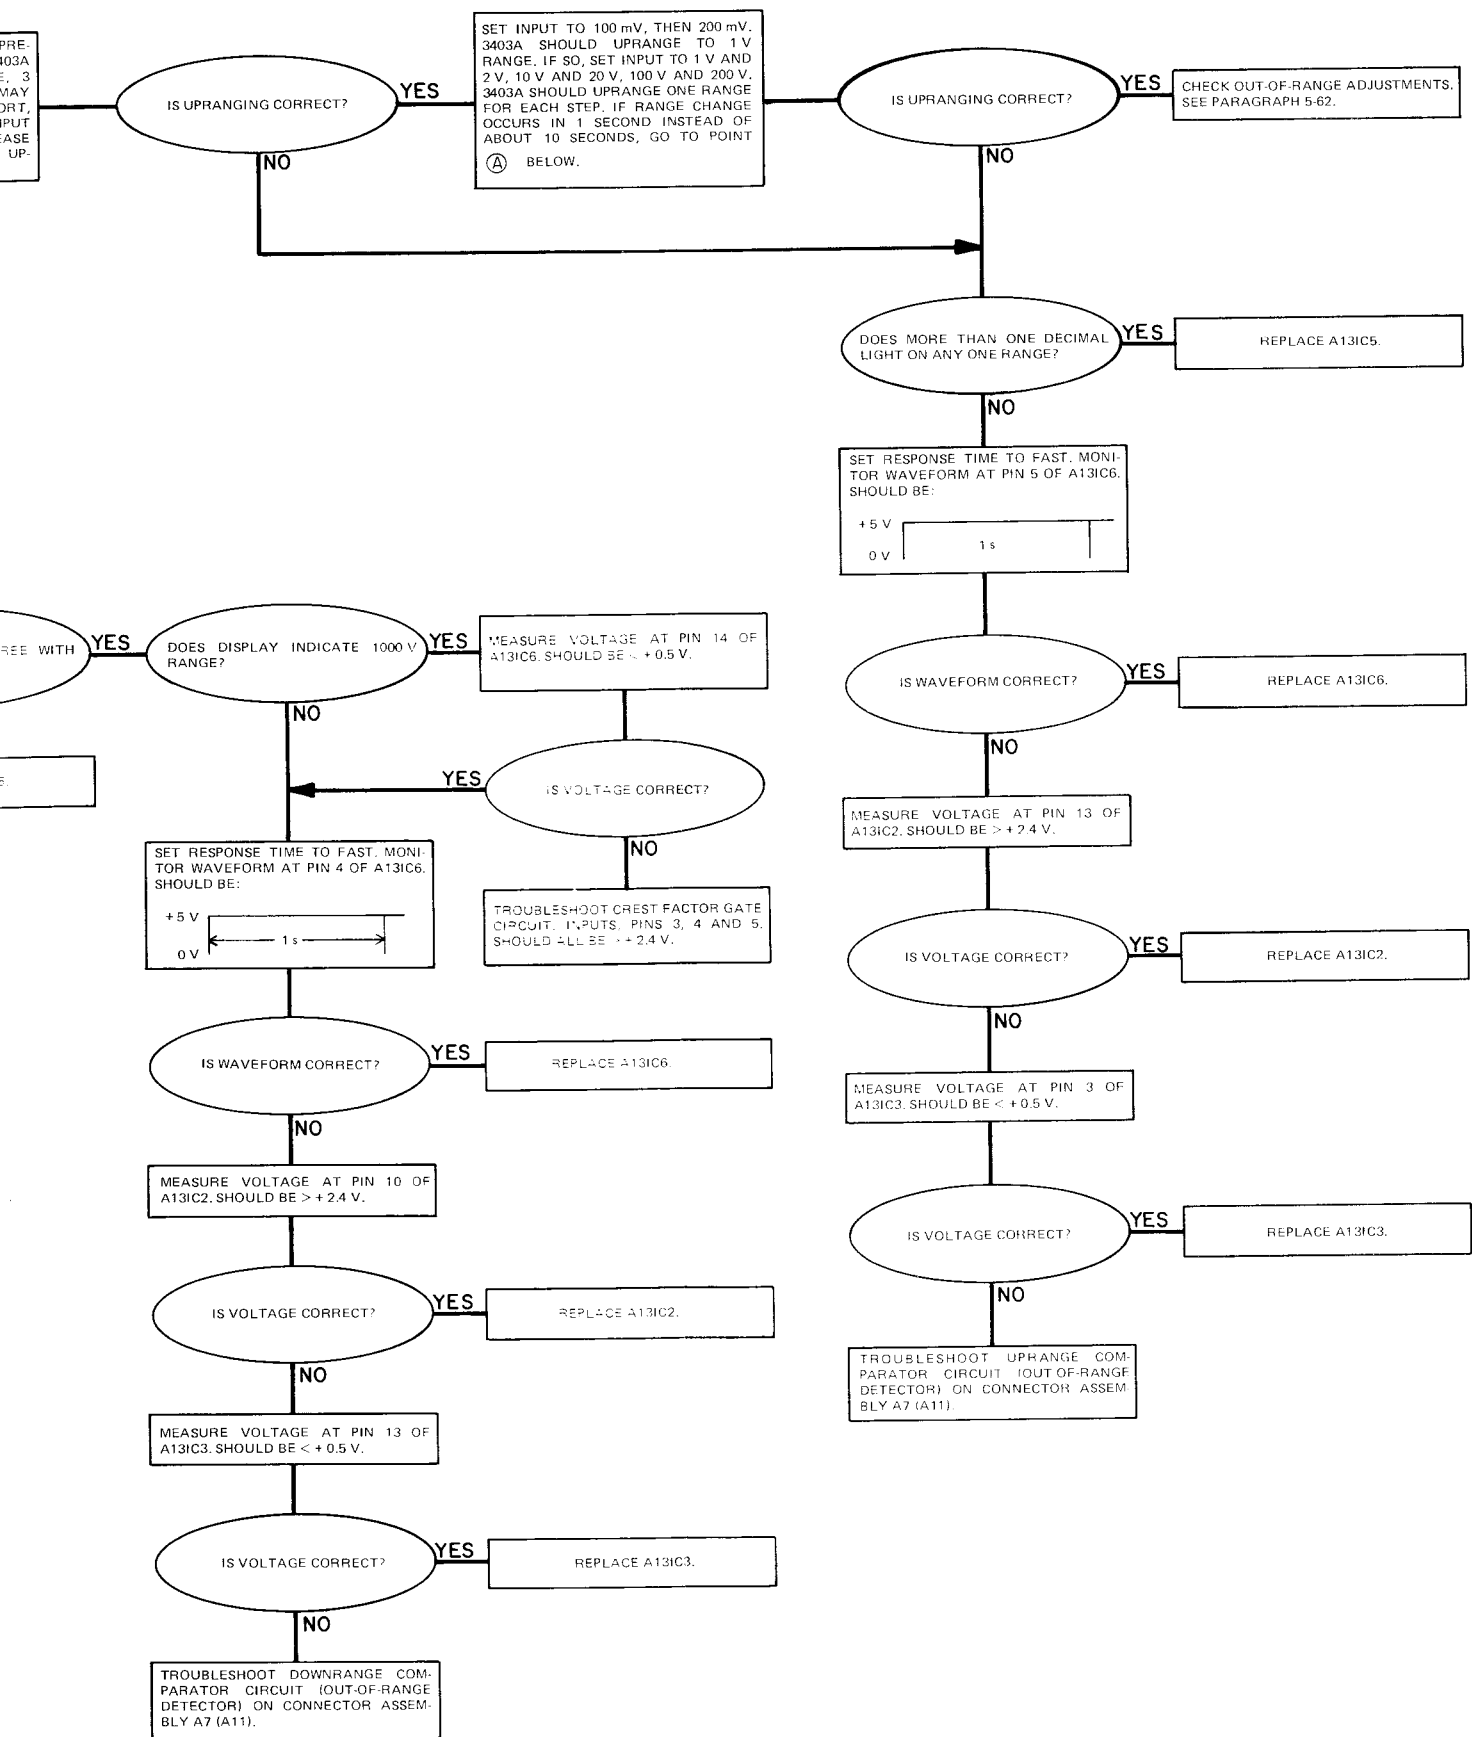 PRE-
403A
E, 3
MAY
ORT,
PUT
EASE
UP-
IS UPRANGING CORRECT?
YES
NO
SET INPUT TO 100 mV, THEN 200 mV.
3403A SHOULD UPRANGE TO 1 V
RANGE. IF SO, SET INPUT TO 1 V AND
2 V, 10 V AND 20 V, 100 V AND 200 V.
3403A SHOULD UPRANGE ONE RANGE
FOR EACH STEP. IF RANGE CHANGE
OCCURS IN 1 SECOND INSTEAD OF
ABOUT 10 SECONDS, GO TO POINT
A BELOW.
IS UPRANGING CORRECT?
YES
NO
CHECK OUT-OF-RANGE ADJUSTMENTS.
SEE PARAGRAPH 5-62.
DOES MORE THAN ONE DECIMAL
LIGHT ON ANY ONE RANGE?
YES
REPLACE A13IC5.
NO
SET RESPONSE TIME TO FAST. MONI-
TOR WAVEFORM AT PIN 5 OF A13IC6.
SHOULD BE:
+5 V
1 s
0 V
IS WAVEFORM CORRECT?
YES
REPLACE A13IC6.
NO
MEASURE VOLTAGE AT PIN 13 OF
A13IC2. SHOULD BE > + 2.4 V.
IS VOLTAGE CORRECT?
YES
REPLACE A13IC2.
NO
MEASURE VOLTAGE AT PIN 3 OF
A13IC3. SHOULD BE < + 0.5 V.
IS VOLTAGE CORRECT?
YES
REPLACE A13IC3.
NO
TROUBLESHOOT UPRANGE COM-
PARATOR CIRCUIT (OUT OF-RANGE
DETECTOR) ON CONNECTOR ASSEM-
BLY A7 (A11).
REE WITH
YES
DOES DISPLAY INDICATE 1000 V
RANGE?
YES
NO
MEASURE VOLTAGE AT PIN 14 OF
A13IC6. SHOULD BE < + 0.5 V.
IS VOLTAGE CORRECT?
YES
NO
TROUBLESHOOT CREST FACTOR GATE
CIRCUIT. INPUTS, PINS 3, 4 AND 5,
SHOULD ALL BE > + 2.4 V.
SET RESPONSE TIME TO FAST. MONI-
TOR WAVEFORM AT PIN 4 OF A13IC6.
SHOULD BE:
+5 V
1 s
0 V
IS WAVEFORM CORRECT?
YES
REPLACE A13IC6.
NO
MEASURE VOLTAGE AT PIN 10 OF
A13IC2. SHOULD BE > + 2.4 V.
IS VOLTAGE CORRECT?
YES
REPLACE A13IC2.
NO
MEASURE VOLTAGE AT PIN 13 OF
A13IC3. SHOULD BE < + 0.5 V.
IS VOLTAGE CORRECT?
YES
REPLACE A13IC3.
NO
TROUBLESHOOT DOWNRANGE COM-
PARATOR CIRCUIT (OUT-OF-RANGE
DETECTOR) ON CONNECTOR ASSEM-
BLY A7 (A11).